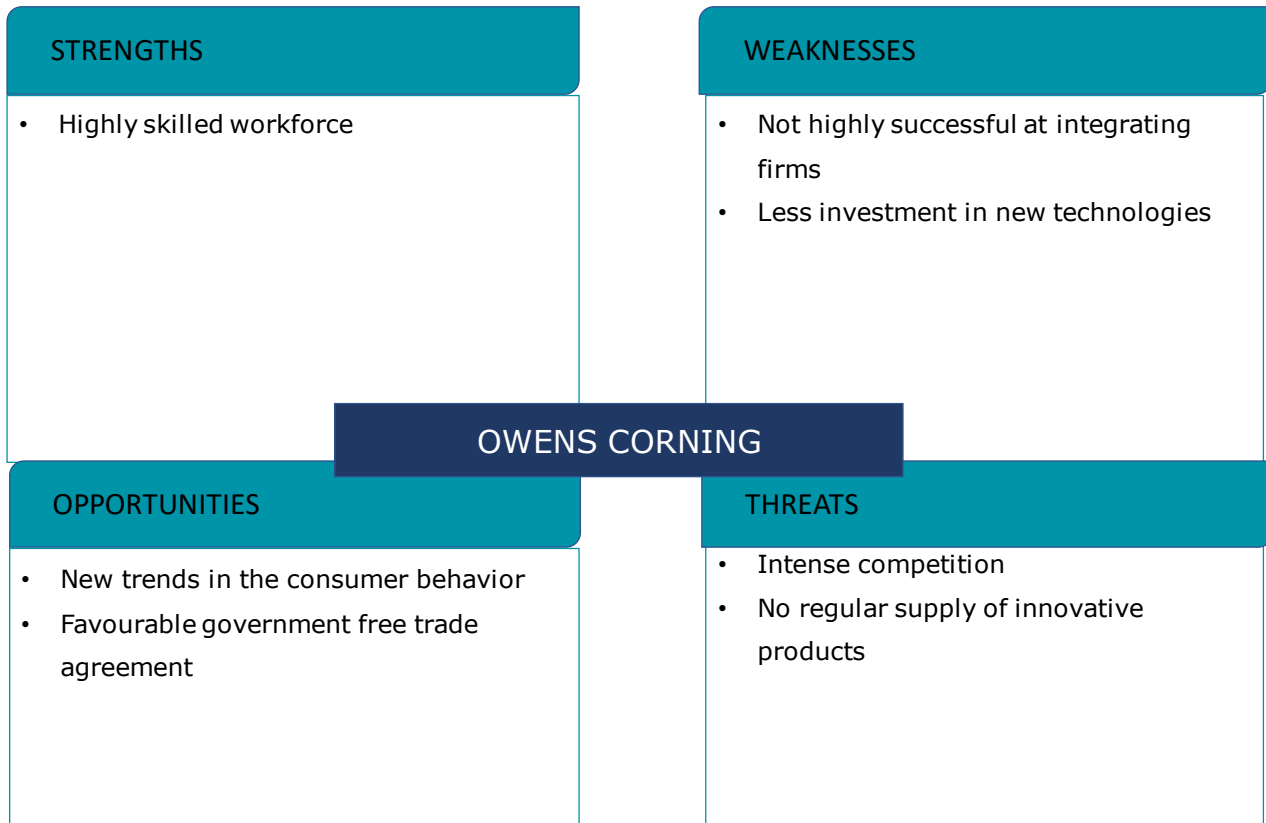 STRENGTHS
• Highly skilled workforce
WEAKNESSES
• Not highly successful at integrating
firms
• Less investment in new technologies
OWENS CORNING
OPPORTUNITIES
• New trends in the consumer behavior
• Favourable government free trade
agreement
THREATS
• Intense competition
• No regular supply of innovative
products